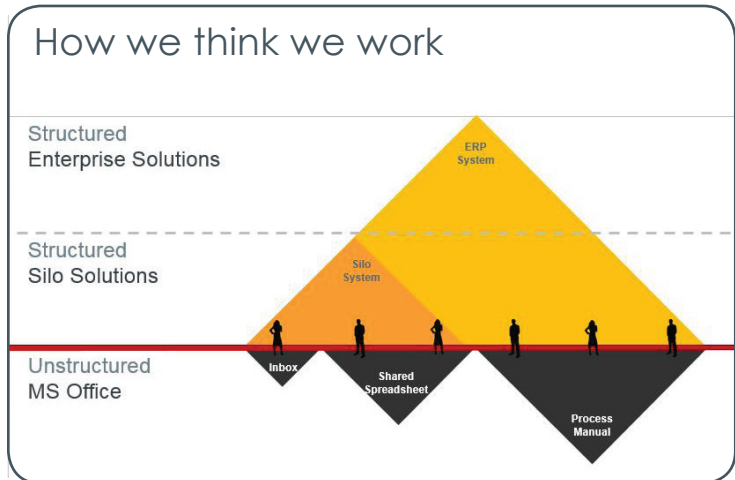 How we think we work
Structured
Enterprise Solutions
ERP
System
Structured
Silo Solutions
Silo
System
Unstructured
MS Office
Inbox
Shared
Spreadsheet
Process
Manual